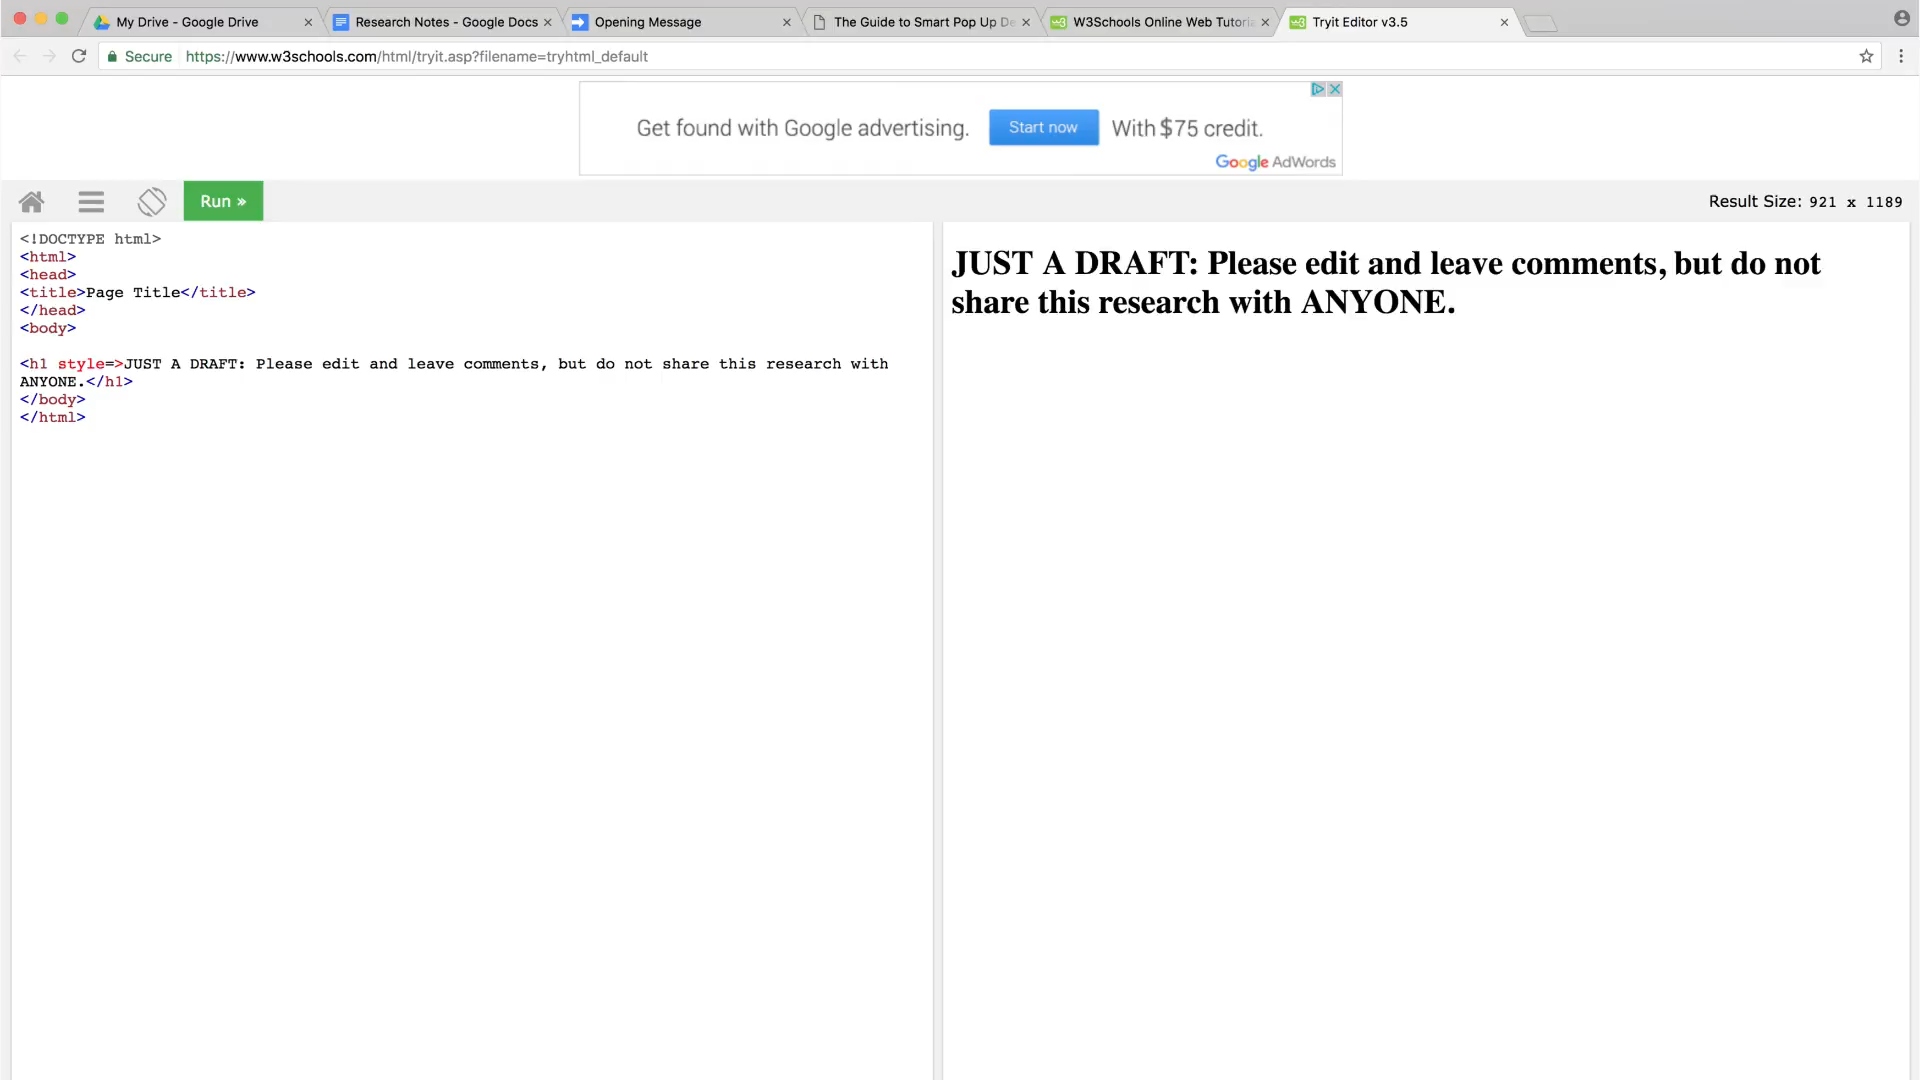 My Drive - Google Drive
Research Notes - Google Docs
Opening Message
The Guide to Smart Pop Up De
W3Schools Online Web Tutoria
Tryit Editor v3.5
Secure https://www.w3schools.com/html/tryit.asp?filename=tryhtml_default
Get found with Google advertising. Start now With $75 credit.
Google AdWords
Run » Result Size: 921 x 1189
<!DOCTYPE html>
<html>
<head>
<title>Page Title</title>
</head>
<body>
<h1 style=>JUST A DRAFT: Please edit and leave comments, but do not share this research with
ANYONE.</h1>
</body>
</html>
JUST A DRAFT: Please edit and leave comments, but do not
share this research with ANYONE.